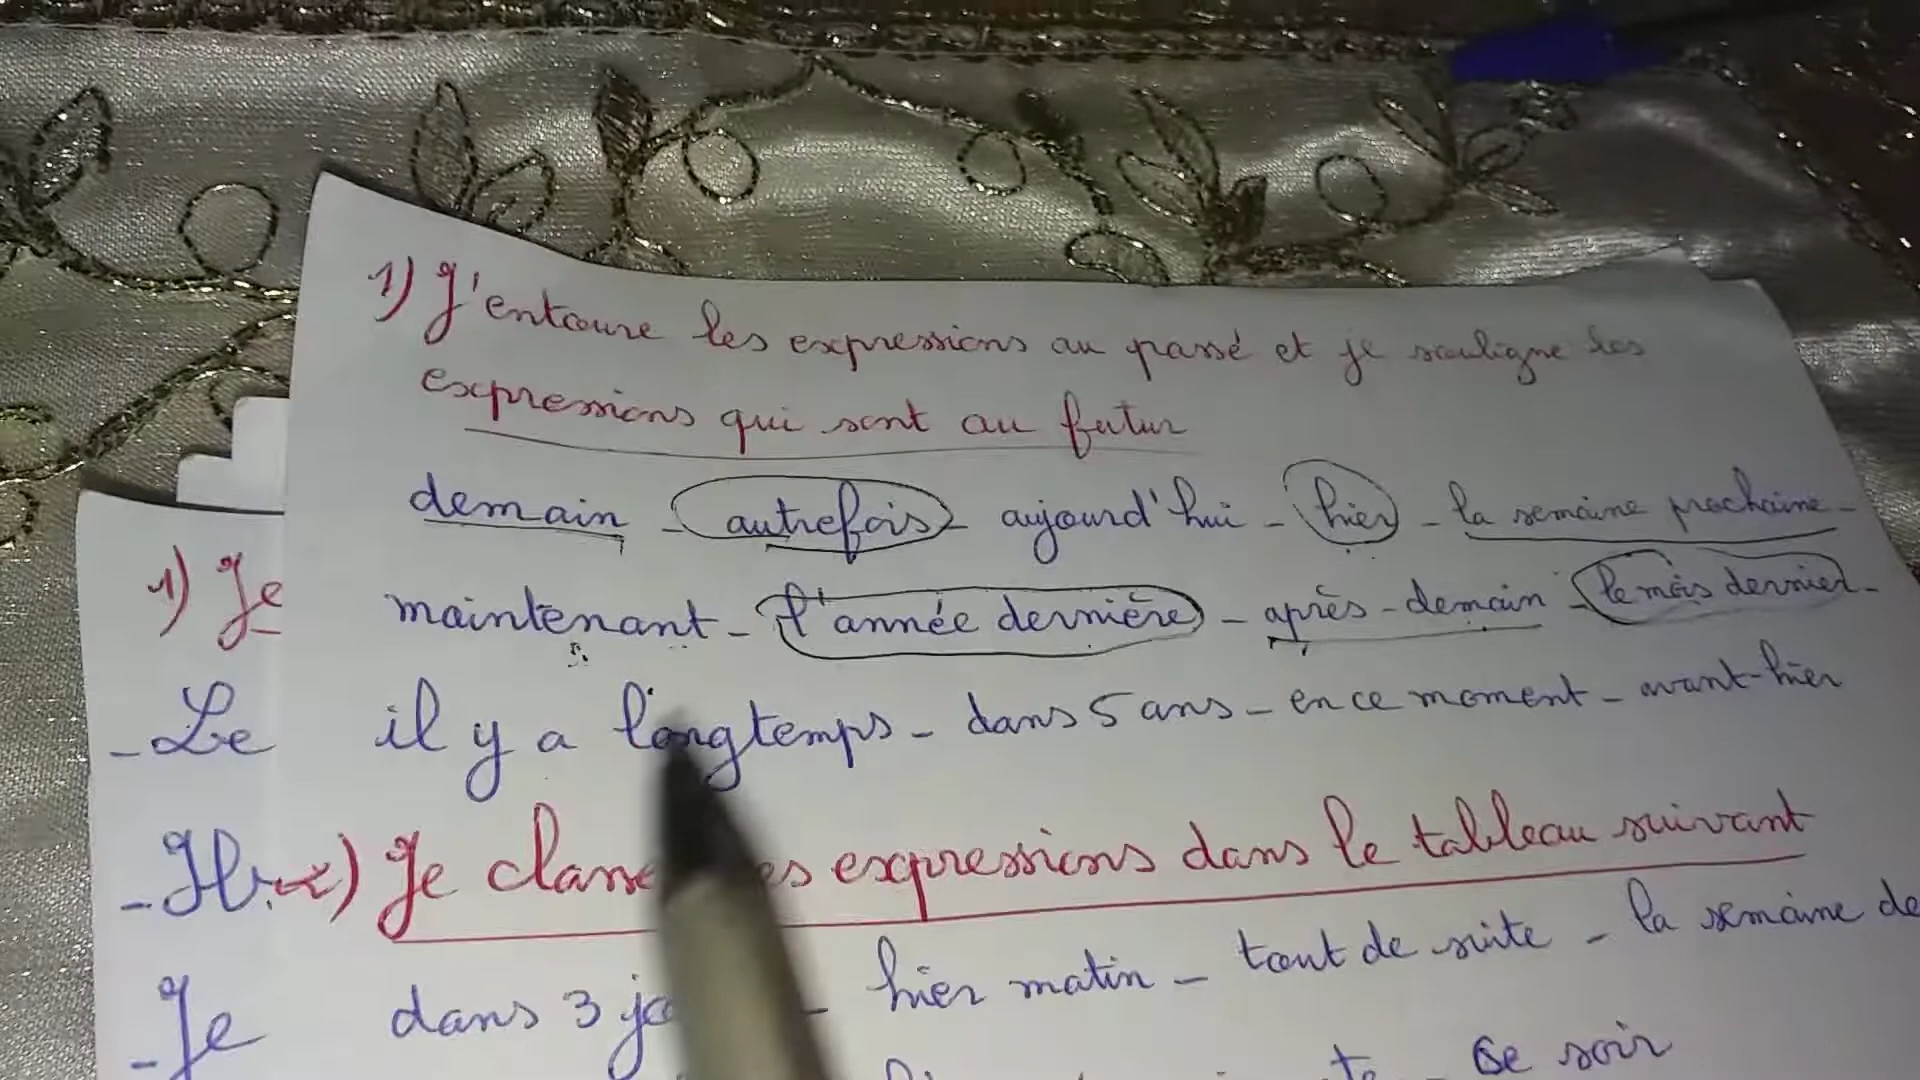 1) J'entoure les expressions au passé et je souligne les
expressions qui sont au futur
demain - autrefois - aujourd'hui - hier - la semaine prochaine -
maintenant - l'année dernière - après-demain - le mois dernier -
il y a longtemps - dans 5 ans - en ce moment - avant-hier
2) Je classe les expressions dans le tableau suivant
dans 3 jo - hier matin - tout de suite - la semaine de
- Ce soir
1) Je
- Le
- Il
- Je